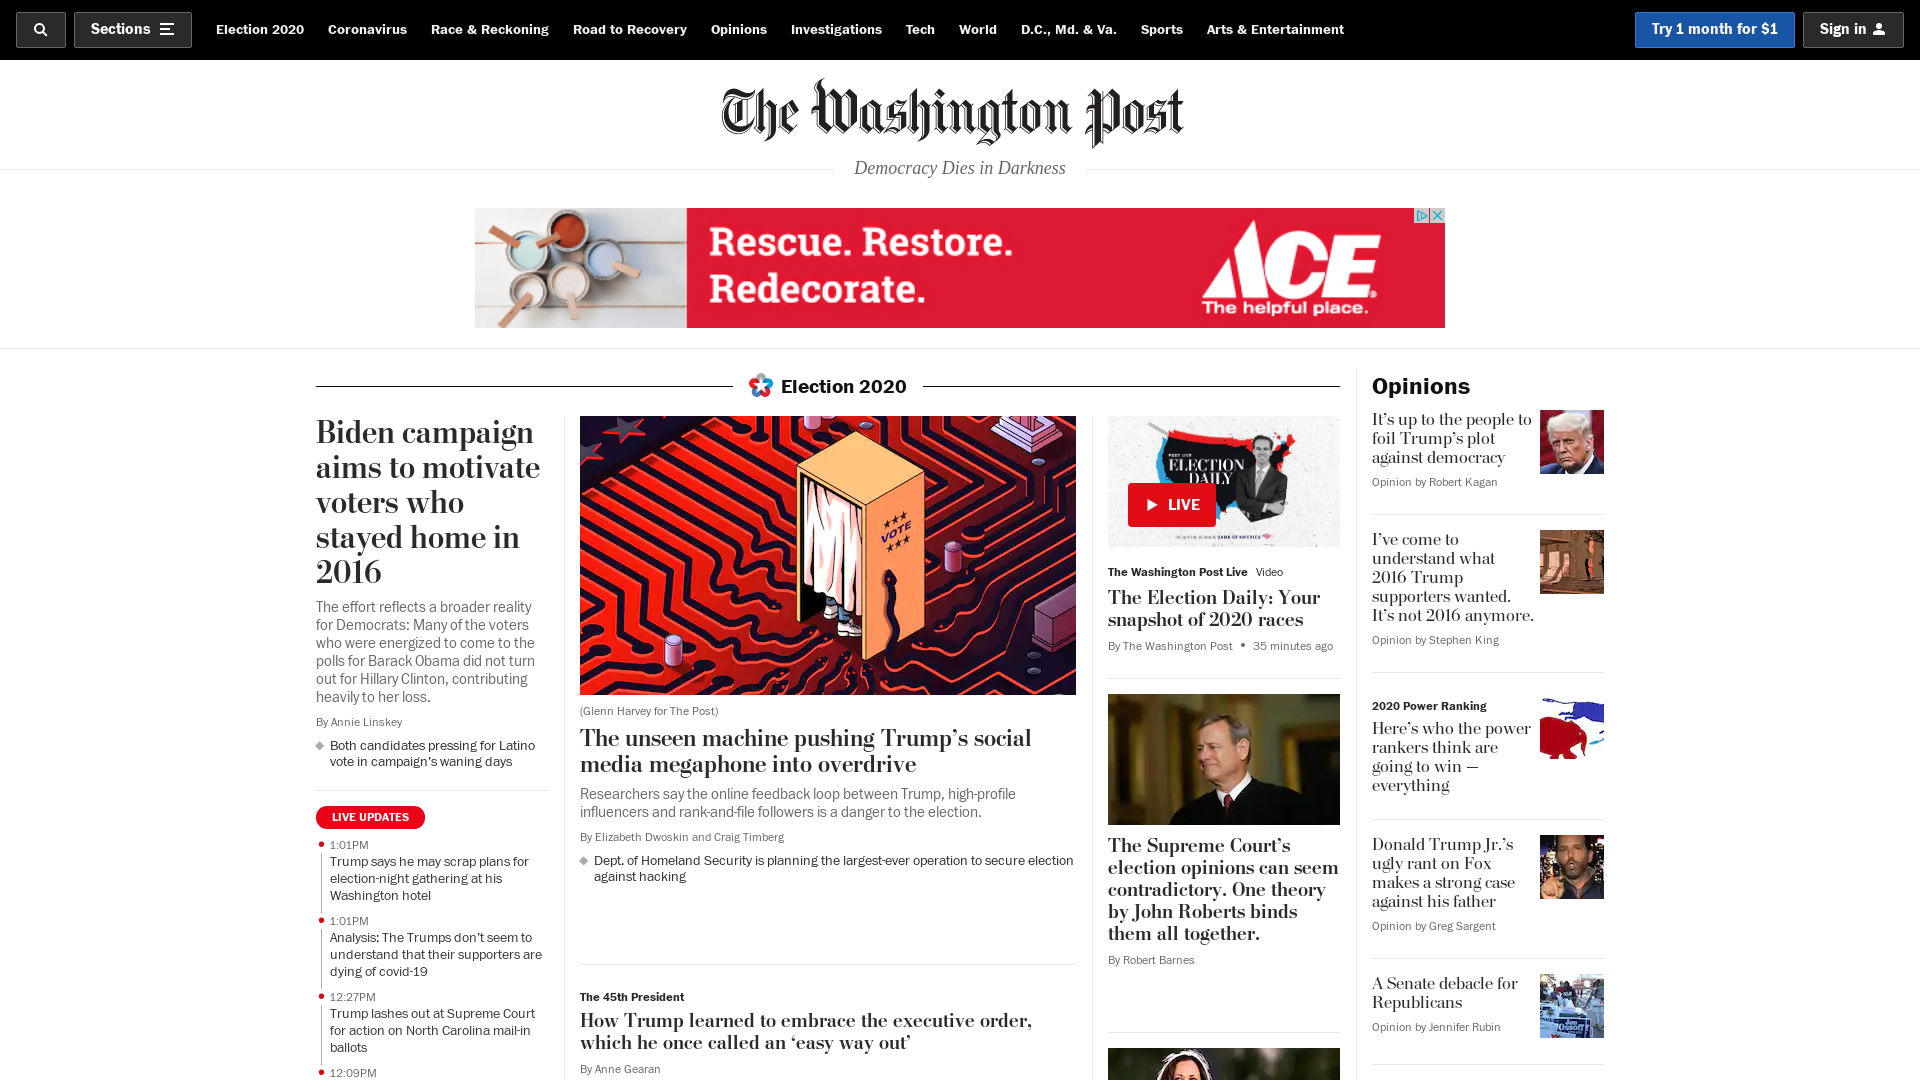 Sections
Election 2020
Coronavirus
Race & Reckoning
Road to Recovery
Opinions
Investigations
Tech
World
D.C., Md. & Va.
Sports
Arts & Entertainment
Try 1 month for $1
Sign in
The Washington Post
Democracy Dies in Darkness
Rescue. Restore.
Redecorate.
ACE
The helpful place.
Election 2020
Biden campaign
aims to motivate
voters who
stayed home in
2016
The effort reflects a broader reality
for Democrats: Many of the voters
who were energized to come to the
polls for Barack Obama did not turn
out for Hillary Clinton, contributing
heavily to her loss.
By Annie Linskey
Both candidates pressing for Latino
vote in campaign's waning days
LIVE UPDATES
1:01PM
Trump says he may scrap plans for
election-night gathering at his
Washington hotel
1:01PM
Analysis: The Trumps don't seem to
understand that their supporters are
dying of covid-19
12:27PM
Trump lashes out at Supreme Court
for action on North Carolina mail-in
ballots
12:09PM
VOTE
(Glenn Harvey for The Post)
The unseen machine pushing Trump’s social
media megaphone into overdrive
Researchers say the online feedback loop between Trump, high-profile
influencers and rank-and-file followers is a danger to the election.
By Elizabeth Dwoskin and Craig Timberg
Dept. of Homeland Security is planning the largest-ever operation to secure election
against hacking
The 45th President
How Trump learned to embrace the executive order,
which he once called an ‘easy way out’
By Anne Gearan
POST LIVE
ELECTION
DAILY
LIVE
PRESENTING SPONSOR BANK OF AMERICA
The Washington Post Live Video
The Election Daily: Your
snapshot of 2020 races
By The Washington Post • 35 minutes ago
The Supreme Court’s
election opinions can seem
contradictory. One theory
by John Roberts binds
them all together.
By Robert Barnes
Opinions
It’s up to the people to
foil Trump’s plot
against democracy
Opinion by Robert Kagan
I’ve come to
understand what
2016 Trump
supporters wanted.
It’s not 2016 anymore.
Opinion by Stephen King
2020 Power Ranking
Here’s who the power
rankers think are
going to win —
everything
Donald Trump Jr.’s
ugly rant on Fox
makes a strong case
against his father
Opinion by Greg Sargent
A Senate debacle for
Republicans
Opinion by Jennifer Rubin
Jon
Ossoff